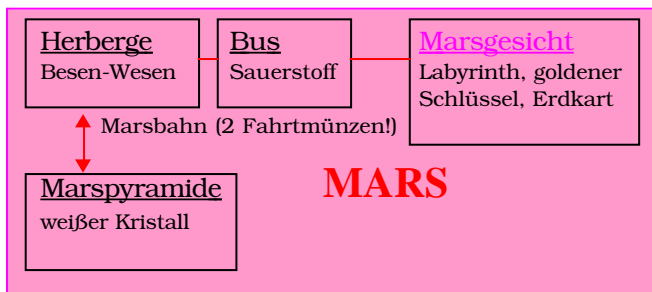 Herberge
Besen-Wesen
Bus
Sauerstoff
Marsgesicht
Labyrinth, goldener
Schlüssel, Erdkart
Marsbahn (2 Fahrtmünzen!)
Marspyramide
weißer Kristall
MARS